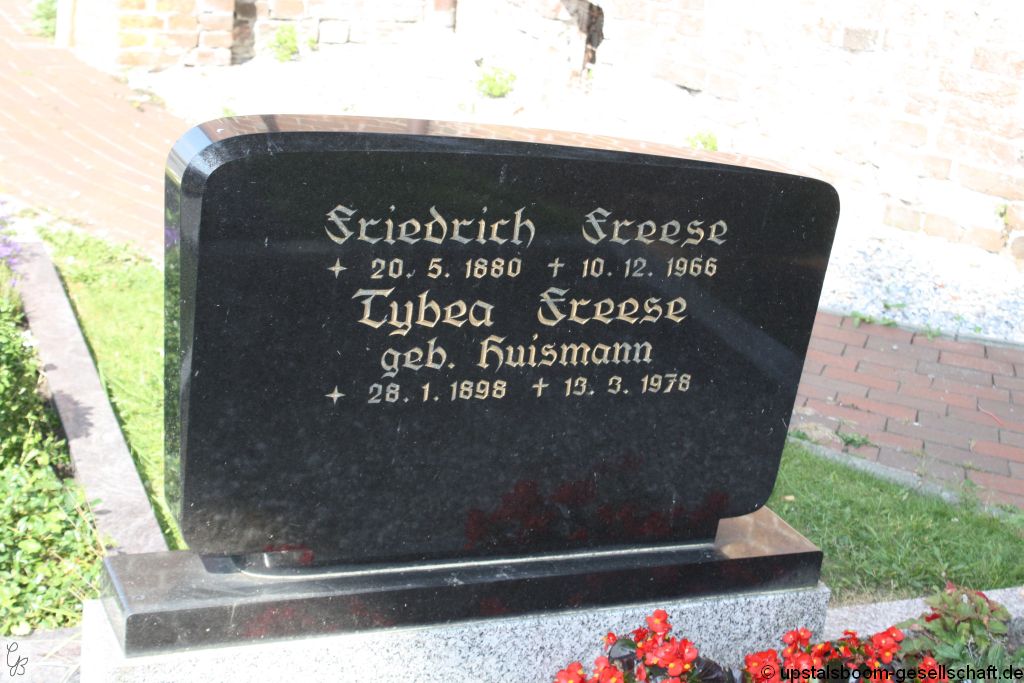 Friedrich Freese
✦ 20. 5. 1880 ✝ 10. 12. 1966
Tybea Freese
geb. Huismann
✦ 28. 1. 1898 ✝ 13. 3. 1978
GB
© upstalsboom-gesellschaft.de